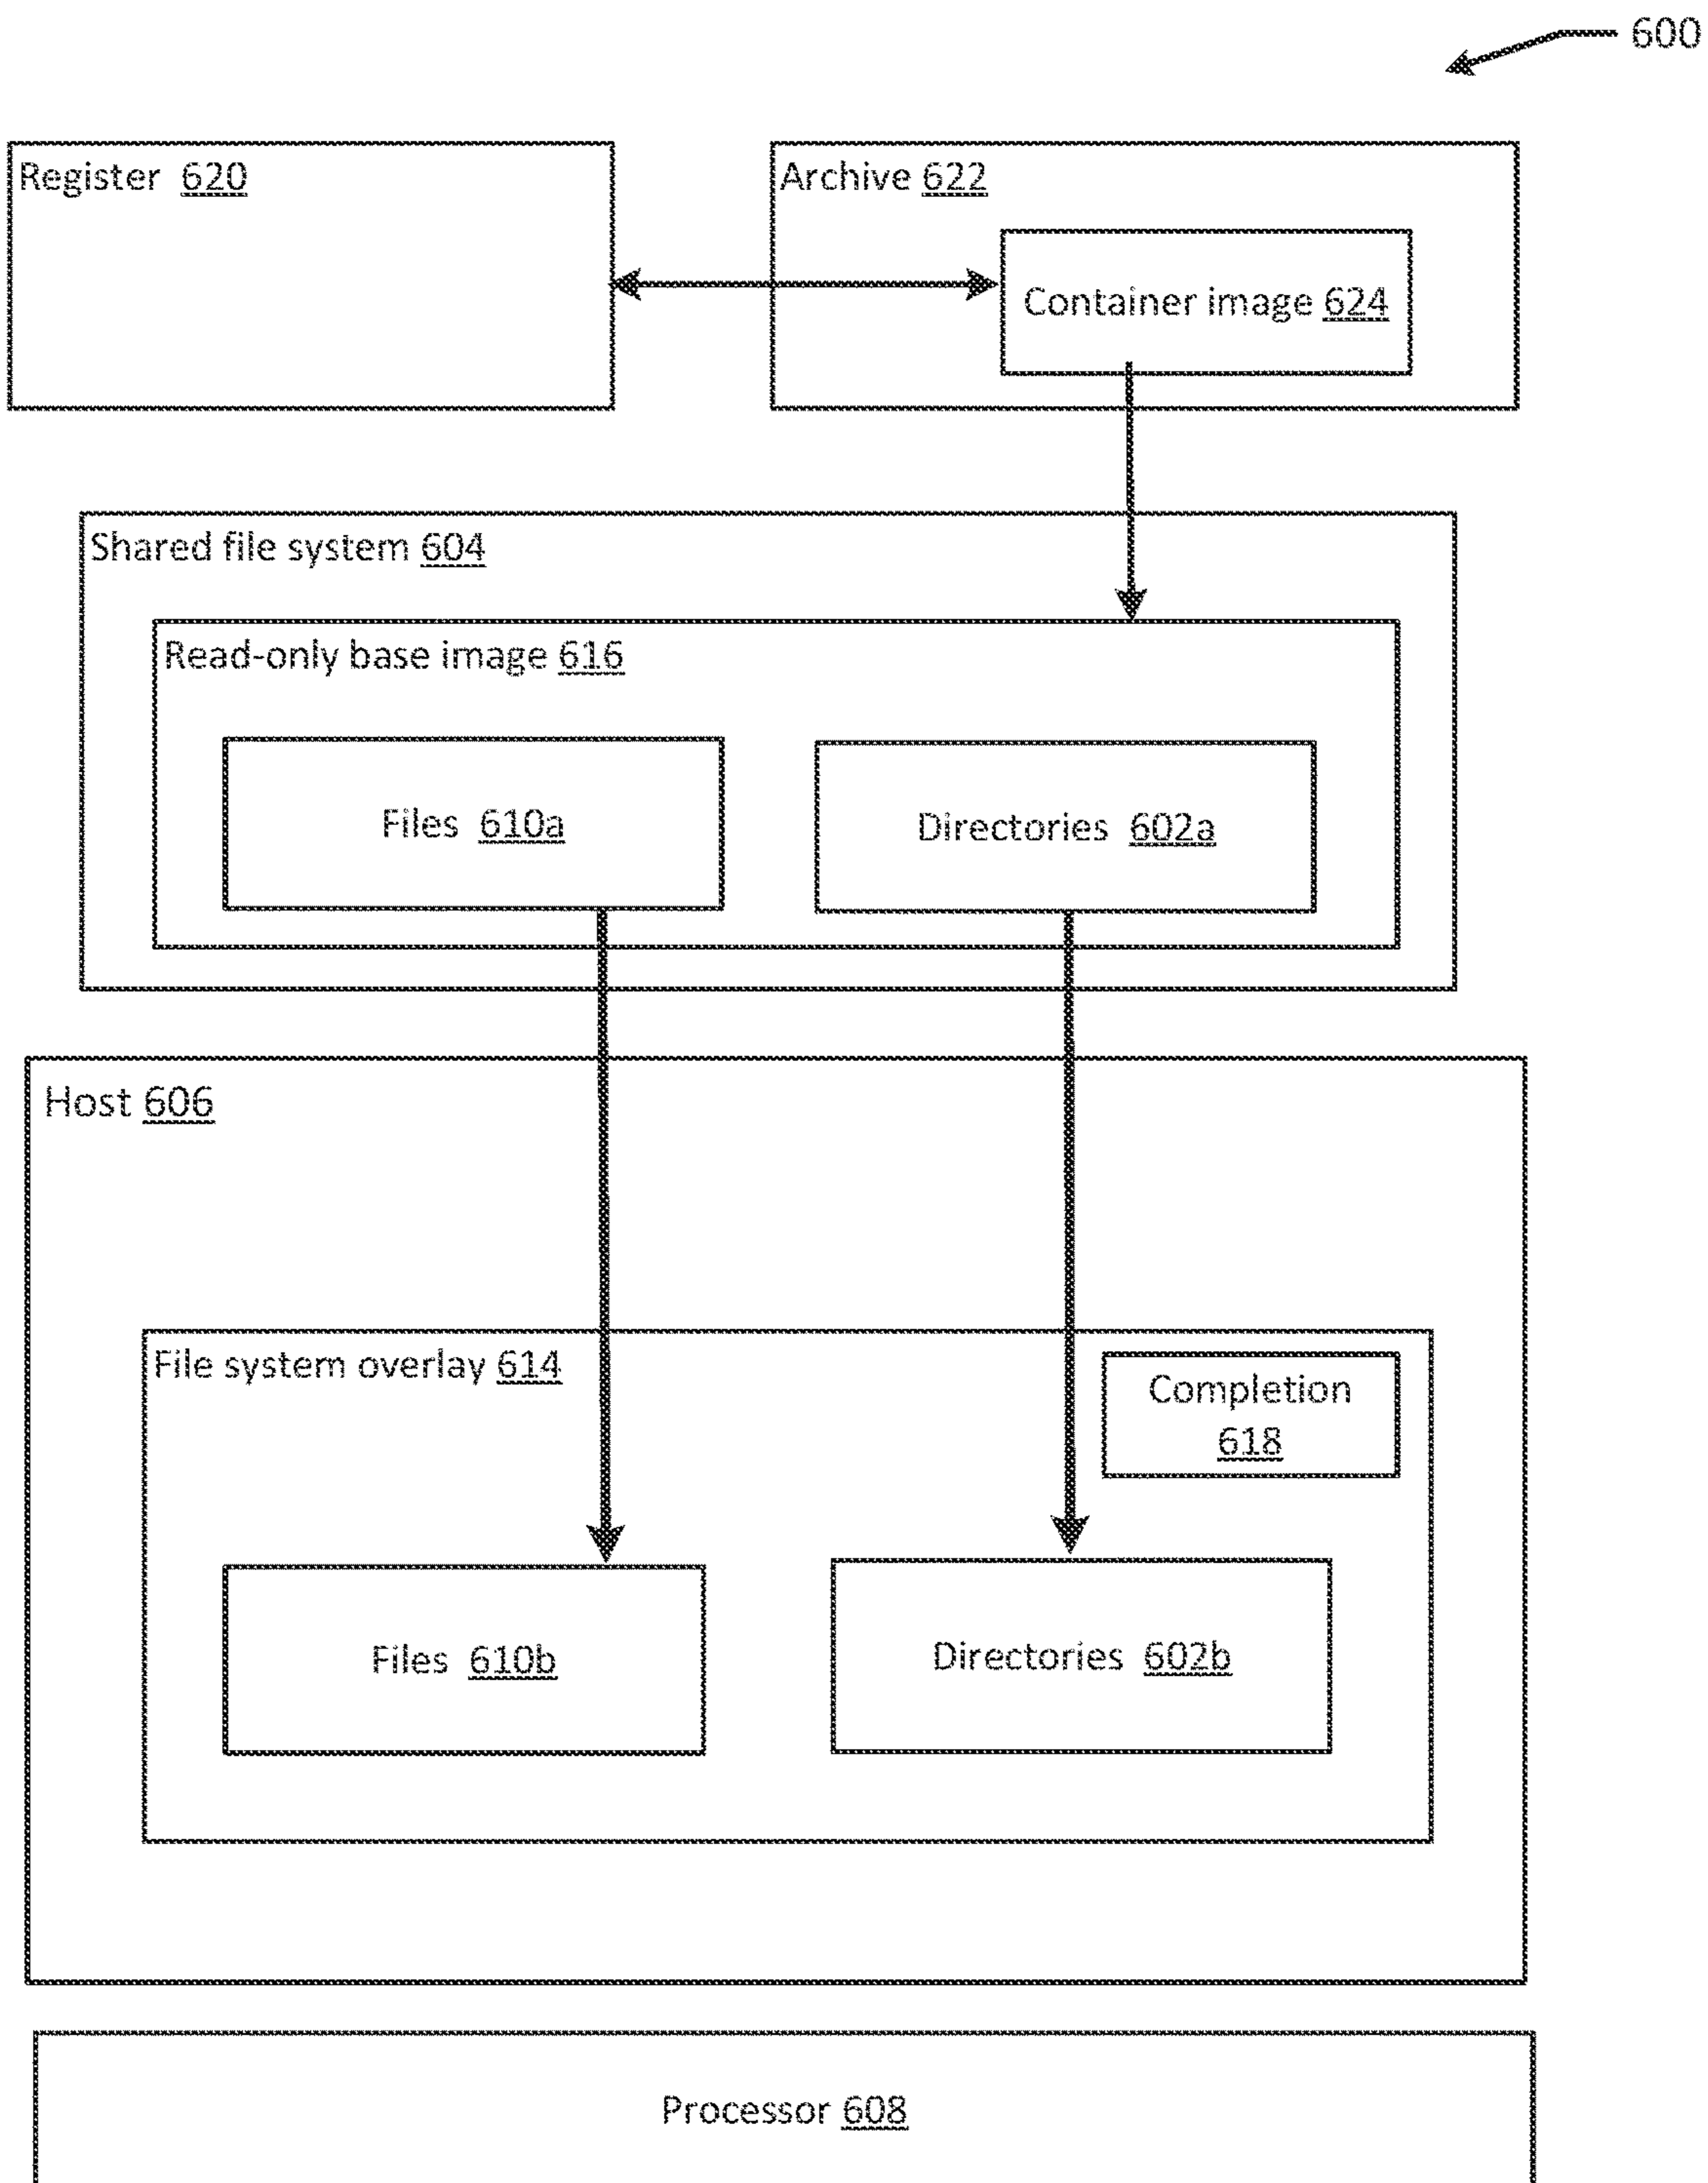 600
Register 620
Archive 622
Container image 624
Shared file system 604
Read-only base image 616
Files 610a
Directories 602a
Host 606
File system overlay 614
Completion
618
Files 610b
Directories 602b
Processor 608